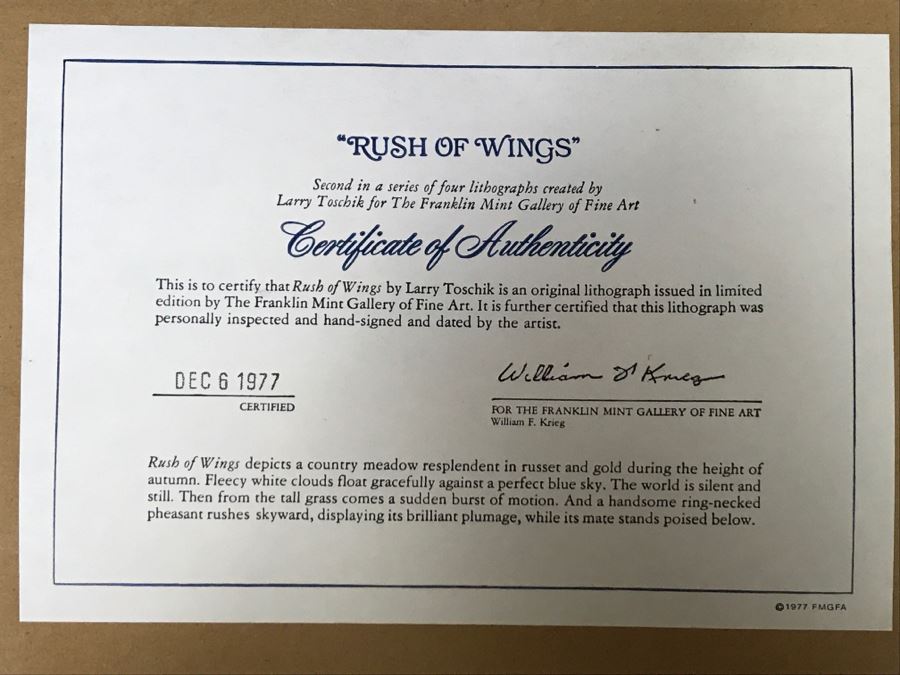 “RUSH OF WINGS”
Second in a series of four lithographs created by
Larry Toschik for The Franklin Mint Gallery of Fine Art
Certificate of Authenticity
This is to certify that Rush of Wings by Larry Toschik is an original lithograph issued in limited
edition by The Franklin Mint Gallery of Fine Art. It is further certified that this lithograph was
personally inspected and hand-signed and dated by the artist.
DEC 6 1977
CERTIFIED
William F Krieg
FOR THE FRANKLIN MINT GALLERY OF FINE ART
William F. Krieg
Rush of Wings depicts a country meadow resplendent in russet and gold during the height of
autumn. Fleecy white clouds float gracefully against a perfect blue sky. The world is silent and
still. Then from the tall grass comes a sudden burst of motion. And a handsome ring-necked
pheasant rushes skyward, displaying its brilliant plumage, while its mate stands poised below.
©1977 FMGFA